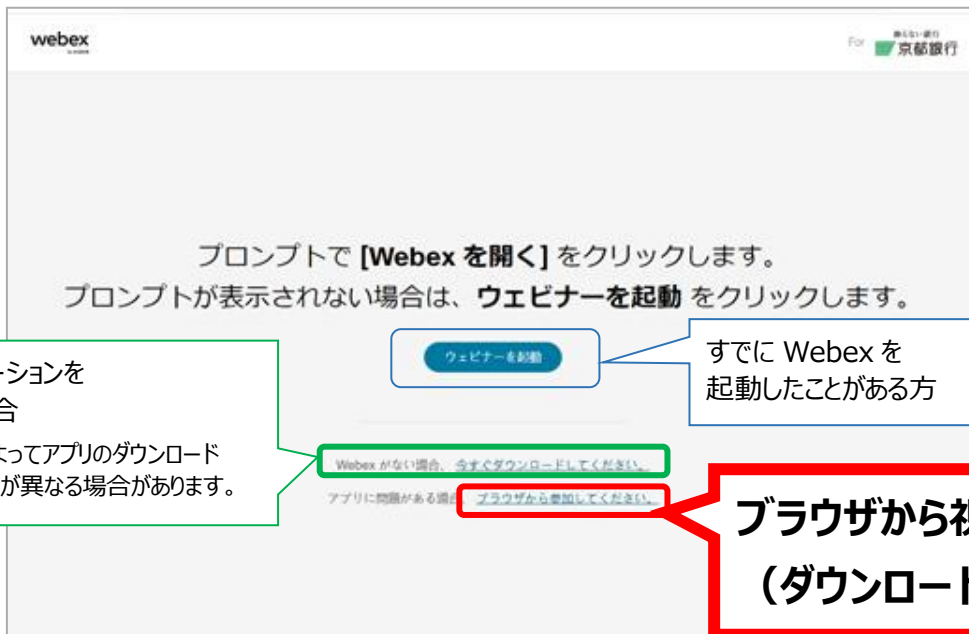 webex
For 飾らない銀行
京都銀行
プロンプトで [Webex を開く] をクリックします。
プロンプトが表示されない場合は、ウェビナーを起動 をクリックします。
ウェビナーを起動
すでに Webex を
起動したことがある方
ーションを
合
よってアプリのダウンロード
が異なる場合があります。
Webex がない場合、今すぐダウンロードしてください。
アプリに問題がある場合、ブラウザから参加してください。
ブラウザから視
（ダウンロード